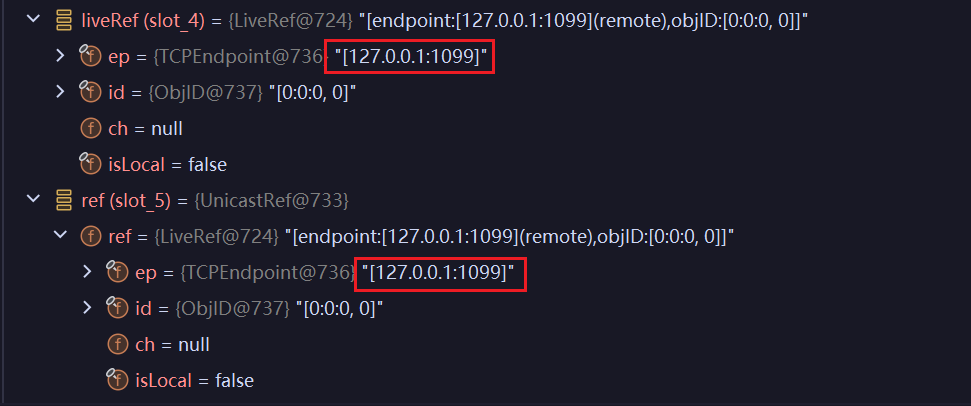 liveRef (slot_4) = {LiveRef@724} "[endpoint:[127.0.0.1:1099](remote),objID:[0:0:0, 0]]"
f ep = {TCPEndpoint@736} "[127.0.0.1:1099]"
f id = {ObjID@737} "[0:0:0, 0]"
f ch = null
f isLocal = false
ref (slot_5) = {UnicastRef@733}
f ref = {LiveRef@724} "[endpoint:[127.0.0.1:1099](remote),objID:[0:0:0, 0]]"
f ep = {TCPEndpoint@736} "[127.0.0.1:1099]"
f id = {ObjID@737} "[0:0:0, 0]"
f ch = null
f isLocal = false